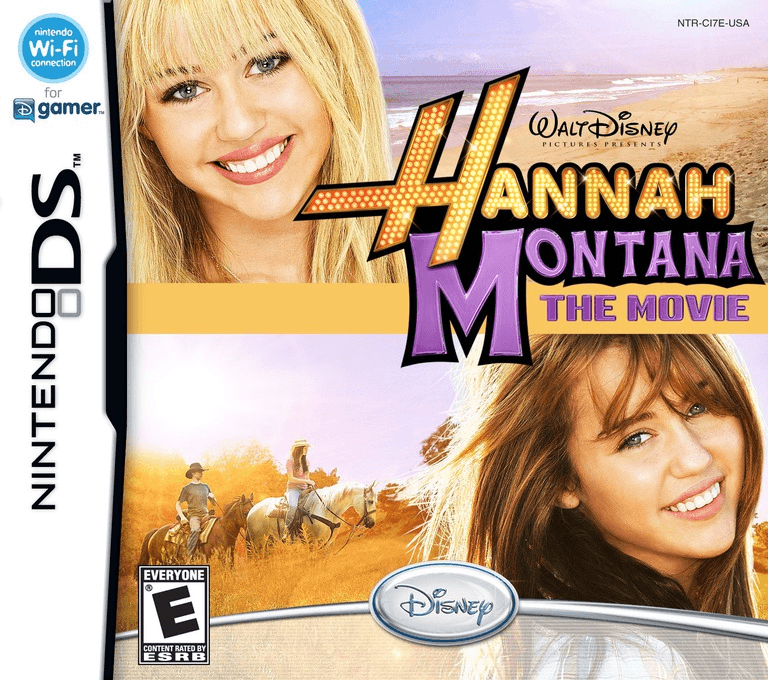 nintendo
Wi-Fi
connection
for
D gamer™
NINTENDO DS™
NTR-CI7E-USA
WALT DISNEY
PICTURES PRESENTS
HANNAH
MONTANA
THE MOVIE
EVERYONE
E
®
CONTENT RATED BY
ESRB
Disney